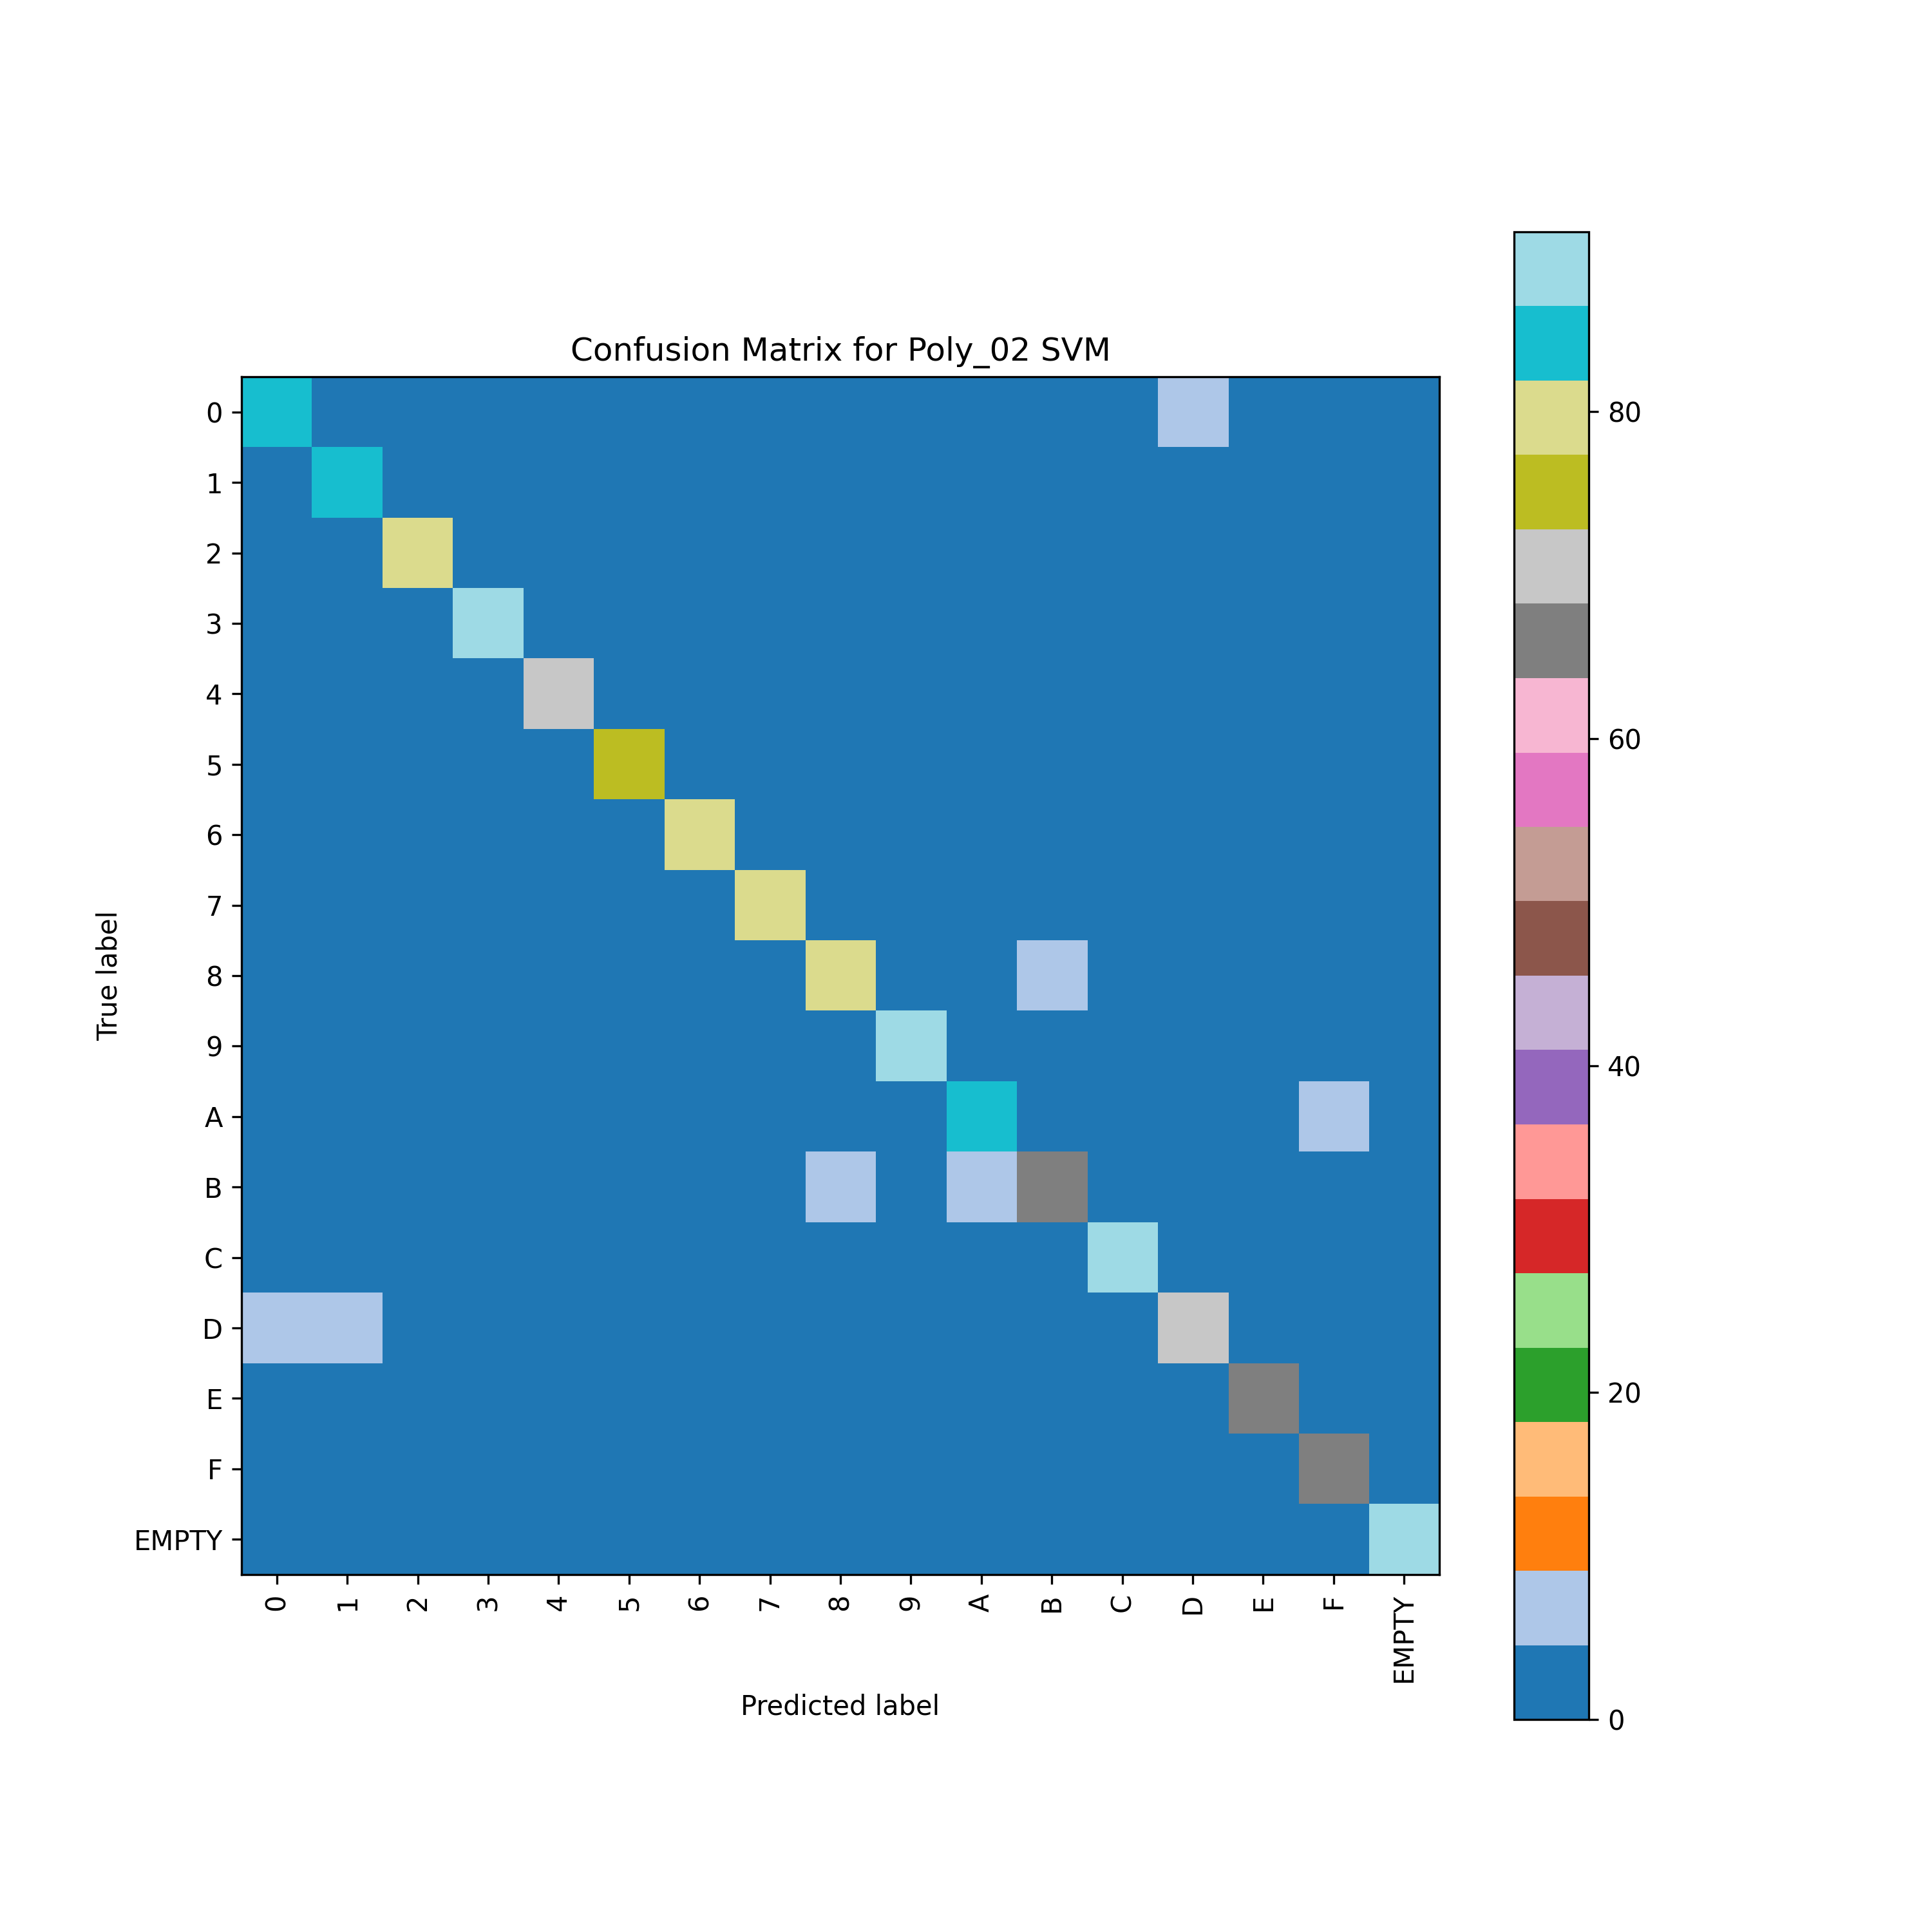 Confusion Matrix for Poly_02 SVM
True label
0
1
2
3
4
5
6
7
8
9
A
B
C
D
E
F
EMPTY
0 1 2 3 4 5 6 7 8 9 A B C D E F EMPTY
Predicted label
80
60
40
20
0